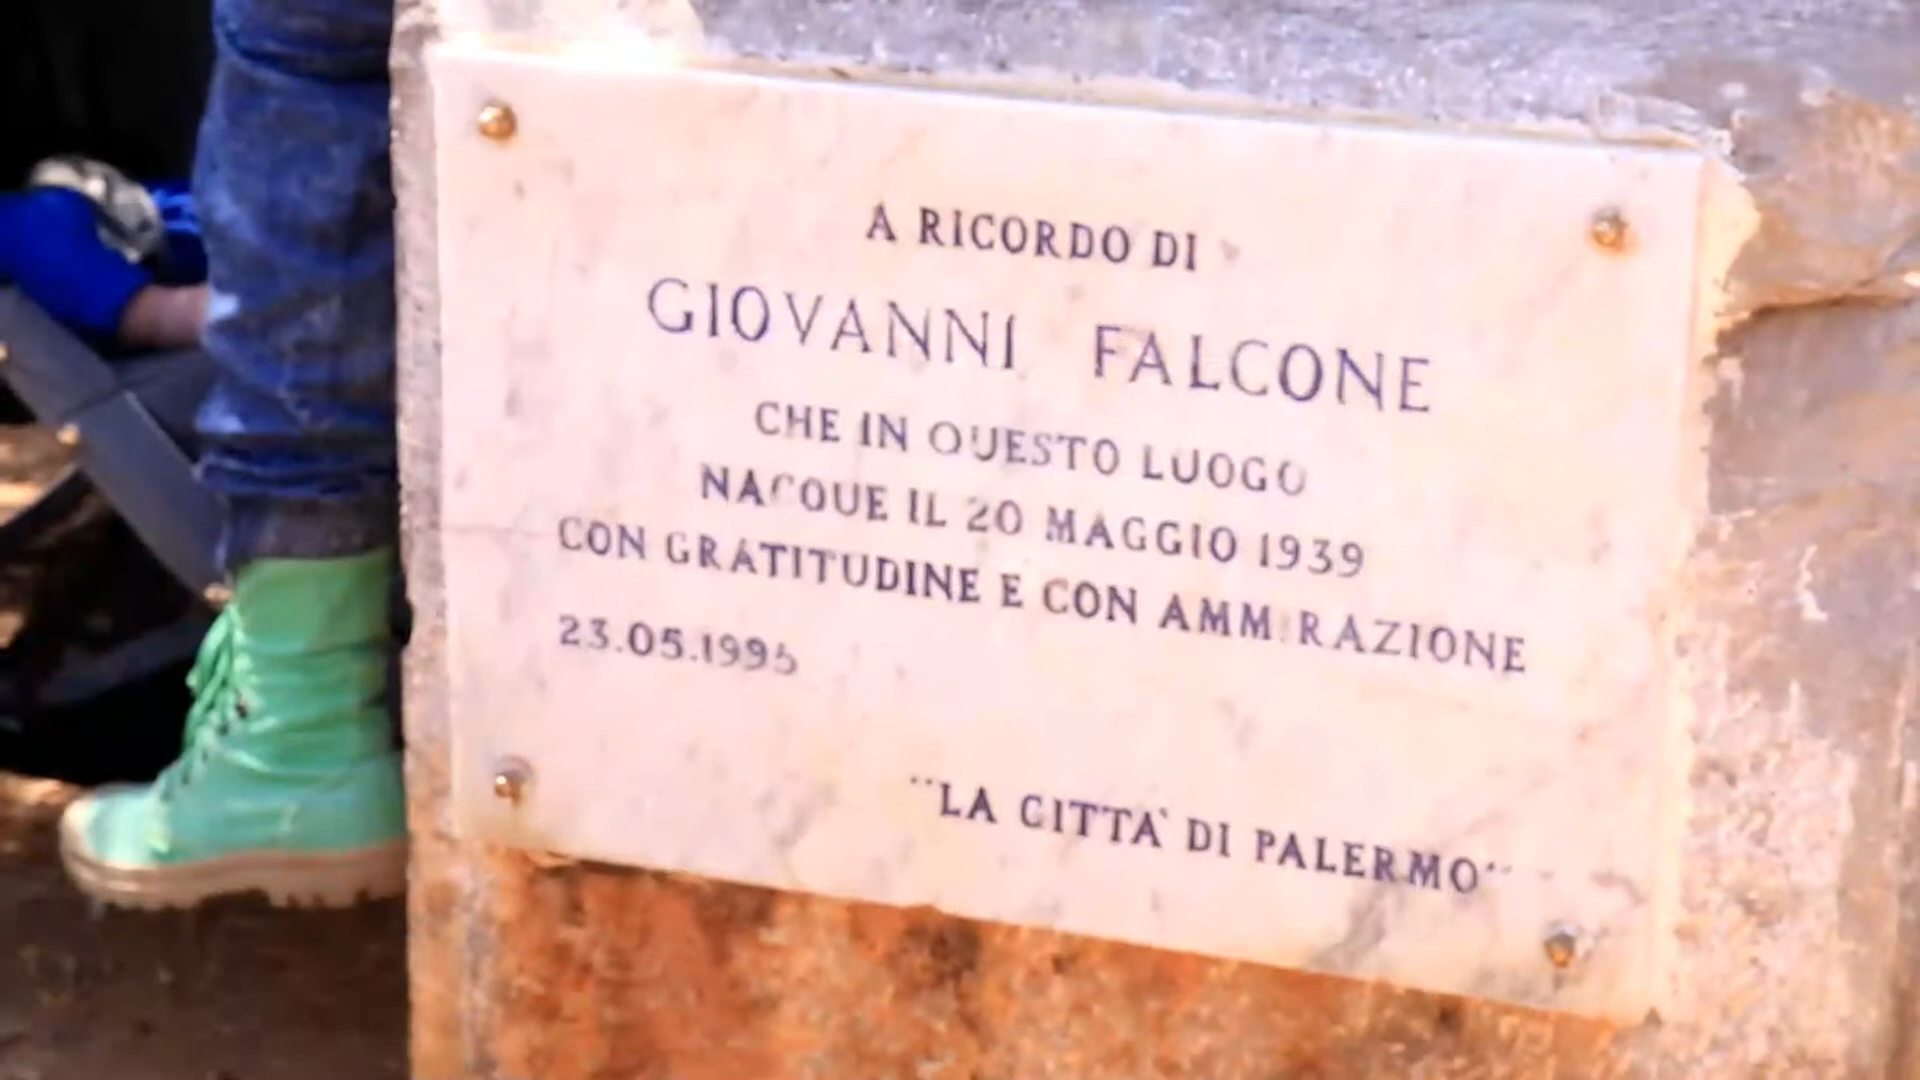 A RICORDO DI
GIOVANNI FALCONE
CHE IN QUESTO LUOGO
NACQUE IL 20 MAGGIO 1939
CON GRATITUDINE E CON AMMIRAZIONE
23.05.1995
"LA CITTA' DI PALERMO"